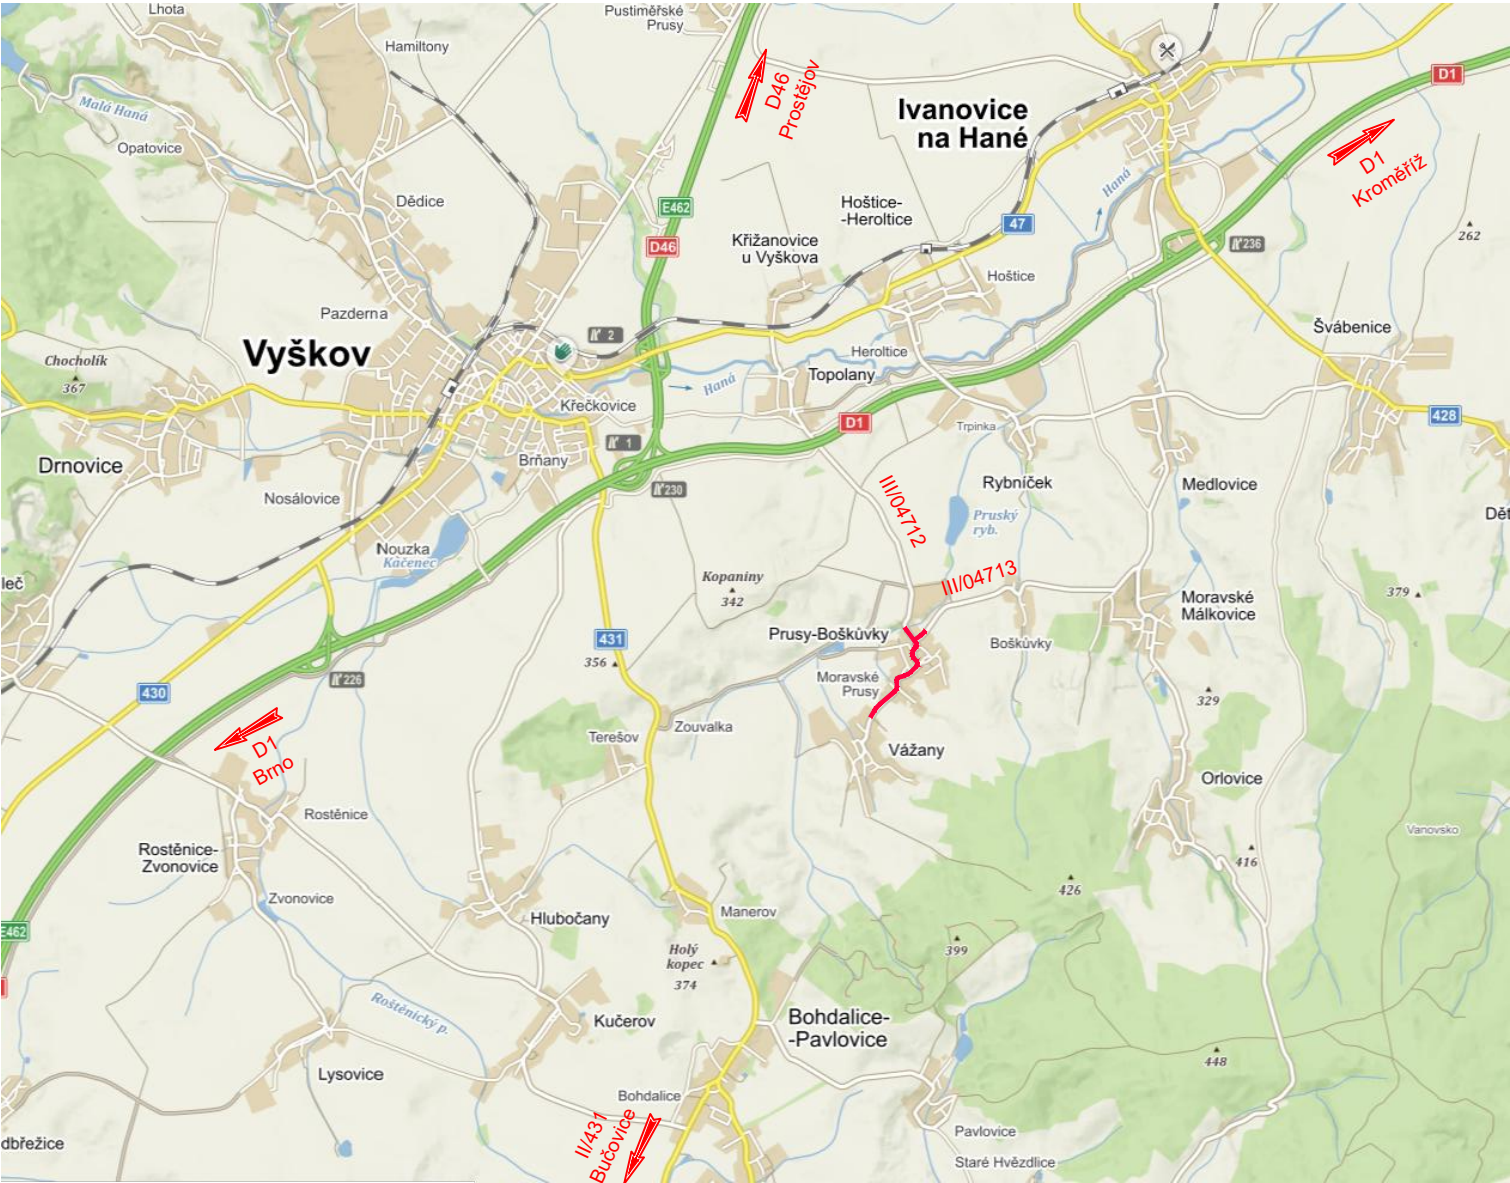 Lhota
Pustiměřské
Prusy
Hamiltony
D46
Prostějov
D1
Malá Haná
Ivanovice
na Hané
Opatovice
D1
Kroměříž
Haná
Dědice
Hoštice-
-Heroltice
E462
47
262
Křižanovice
u Vyškova
D46
236
Hoštice
Pazderna
2
Švábenice
Vyškov
Chocholík
367
Heroltice
Topolany
Haná
Křečkovice
D1
428
Trpinka
1
Brňany
Drnovice
230
Nosálovice
III/04712
Rybníček
Medlovice
Pruský
ryb.
Dět
Nouzka
Káčenec
leč
Kopaniny
342
III/04713
Moravské
Málkovice
379
431
Prusy-Boškůvky
Boškůvky
356
226
Moravské
Prusy
430
329
D1
Brno
Zouvalka
Terešov
Vážany
Orlovice
Rostěnice
Vanovsko
Rostěnice-
Zvonovice
416
426
Zvonovice
Hlubočany
Manerov
E462
399
Holý
kopec
374
Roštěnický p.
Kučerov
Bohdalice-
-Pavlovice
448
Lysovice
Bohdalice
II/431
Bučovice
dbřežice
Pavlovice
Staré Hvězdlice